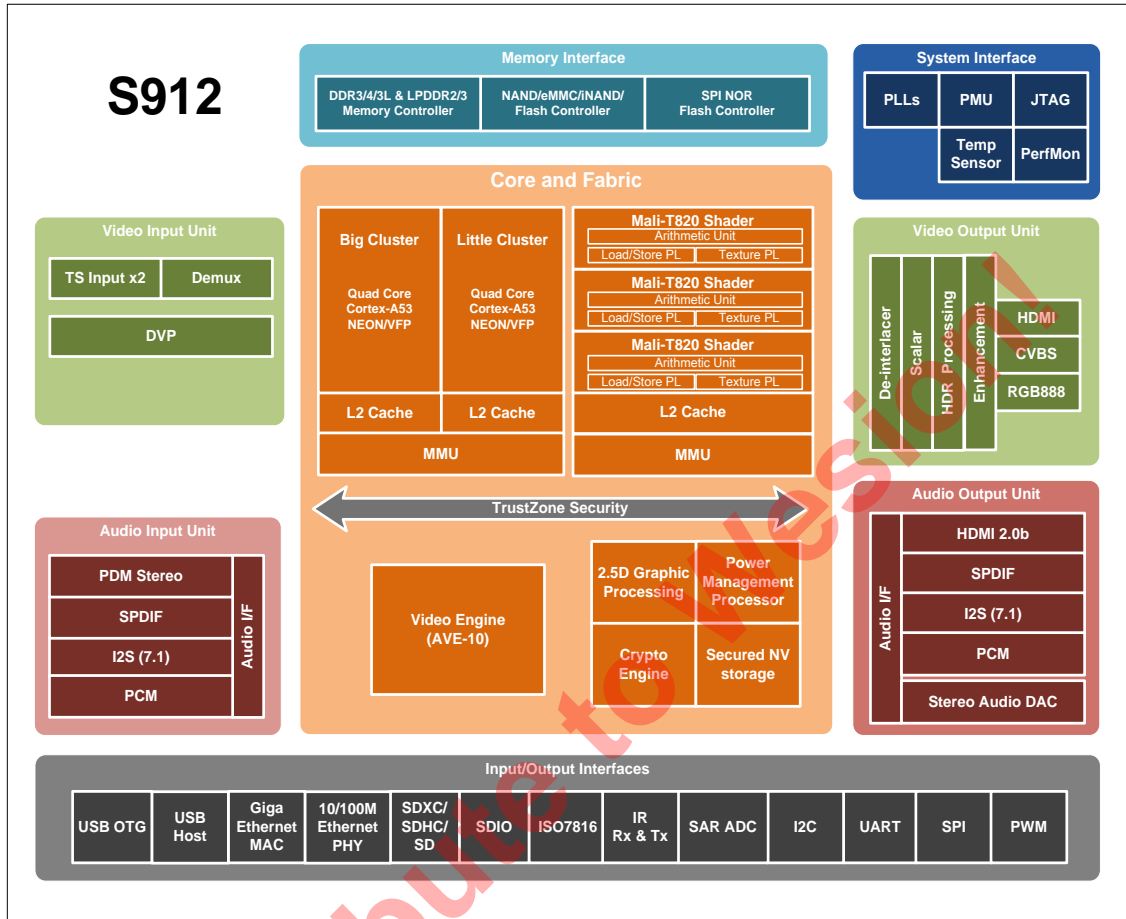 S912
Memory Interface
DDR3/4/3L & LPDDR2/3
Memory Controller
NAND/eMMC/iNAND/
Flash Controller
SPI NOR
Flash Controller
System Interface
PLLs
PMU
JTAG
Temp
Sensor
PerfMon
Core and Fabric
Big Cluster
Quad Core
Cortex-A53
NEON/VFP
Little Cluster
Quad Core
Cortex-A53
NEON/VFP
L2 Cache
L2 Cache
MMU
Mali-T820 Shader
Arithmetic Unit
Load/Store PL
Texture PL
Mali-T820 Shader
Arithmetic Unit
Load/Store PL
Texture PL
Mali-T820 Shader
Arithmetic Unit
Load/Store PL
Texture PL
L2 Cache
MMU
TrustZone Security
Video Engine
(AVE-10)
2.5D Graphic
Processing
Power
Management
Processor
Crypto
Engine
Secured NV
storage
Video Input Unit
TS Input x2
Demux
DVP
Video Output Unit
De-interlacer
Scalar
HDR Processing
Enhancement
HDMI
CVBS
RGB888
Audio Input Unit
PDM Stereo
SPDIF
I2S (7.1)
PCM
Audio I/F
Audio Output Unit
Audio I/F
HDMI 2.0b
SPDIF
I2S (7.1)
PCM
Stereo Audio DAC
Input/Output Interfaces
USB OTG
USB
Host
Giga
Ethernet
MAC
10/100M
Ethernet
PHY
SDXC/
SDHC/
SD
SDIO
ISO7816
IR
Rx & Tx
SAR ADC
I2C
UART
SPI
PWM
bute to Wesion!